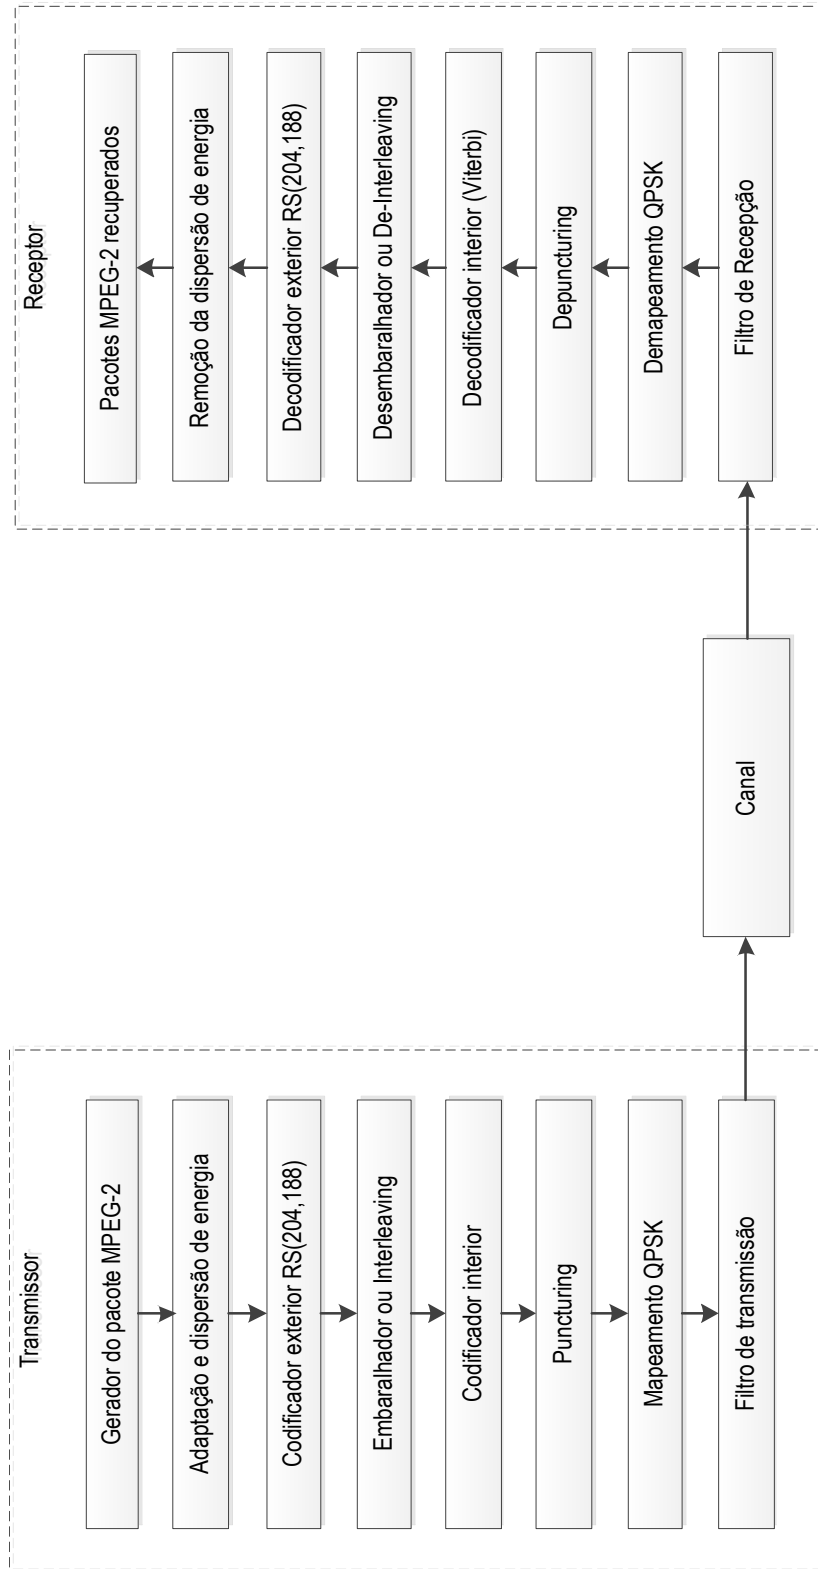 Transmissor
Gerador do pacote MPEG-2
Adaptação e dispersão de energia
Codificador exterior RS(204,188)
Embaralhador ou Interleaving
Codificador interior
Puncturing
Mapeamento QPSK
Filtro de transmissão
Canal
Receptor
Pacotes MPEG-2 recuperados
Remoção da dispersão de energia
Decodificador exterior RS(204,188)
Desembaralhador ou De-Interleaving
Decodificador interior (Viterbi)
Depuncturing
Demapeamento QPSK
Filtro de Recepção